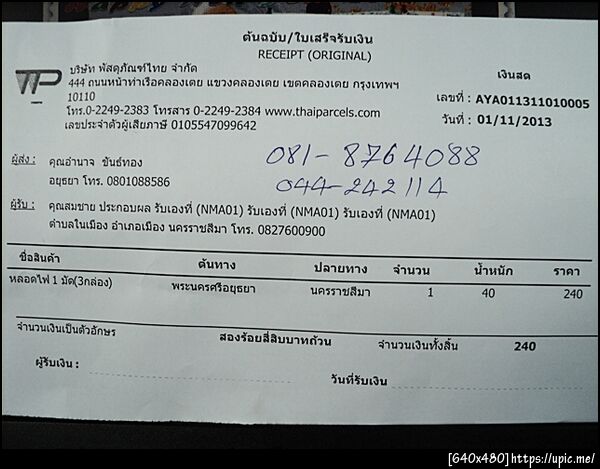 ต้นฉบับ/ใบเสร็จรับเงิน
RECEIPT (ORIGINAL)
TP
บริษัท พัสดุภัณฑ์ไทย จำกัด
เงินสด
444 ถนนหน้าท่าเรือคลองเตย แขวงคลองเตย เขตคลองเตย กรุงเทพฯ
10110
เลขที่ : AYA011311010005
โทร.0-2249-2383 โทรสาร 0-2249-2384 www.thaiparcels.com
วันที่ : 01/11/2013
เลขประจำตัวผู้เสียภาษี 0105547099642
ผู้ส่ง : คุณอำนาจ ขันธ์ทอง
081-8764088
อยุธยา โทร. 0801088586
044-242114
ผู้รับ : คุณสมชาย ประกอบผล รับเองที่ (NMA01) รับเองที่ (NMA01) รับเองที่ (NMA01)
ตำบลในเมือง อำเภอเมือง นครราชสีมา โทร. 0827600900
ชื่อสินค้า ต้นทาง ปลายทาง จำนวน น้ำหนัก ราคา
หลอดไฟ 1 มัด(3กล่อง) พระนครศรีอยุธยา นครราชสีมา 1 40 240
จำนวนเงินเป็นตัวอักษร สองร้อยสี่สิบบาทถ้วน จำนวนเงินทั้งสิ้น 240
ผู้รับเงิน :
วันที่รับเงิน
[640x480]https://upic.me/